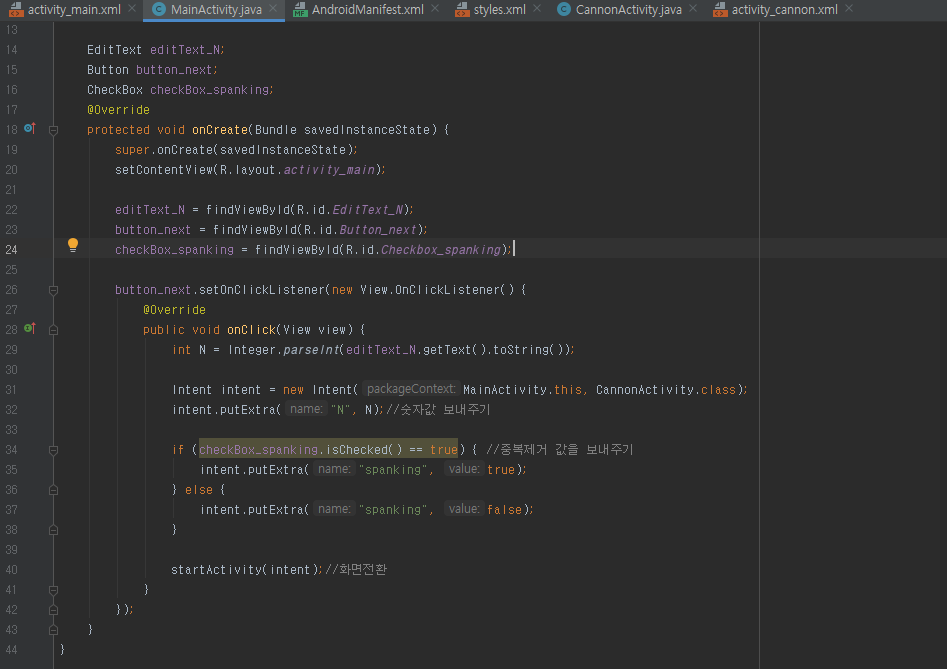 activity_main.xml MainActivity.java AndroidManifest.xml styles.xml CannonActivity.java activity_cannon.xml
13
14 EditText editText_N;
15 Button button_next;
16 CheckBox checkBox_spanking;
17 @Override
18 protected void onCreate(Bundle savedInstanceState) {
19 super.onCreate(savedInstanceState);
20 setContentView(R.layout.activity_main);
21
22 editText_N = findViewById(R.id.EditText_N);
23 button_next = findViewById(R.id.Button_next);
24 checkBox_spanking = findViewById(R.id.Checkbox_spanking);
25
26 button_next.setOnClickListener(new View.OnClickListener() {
27 @Override
28 public void onClick(View view) {
29 int N = Integer.parseInt(editText_N.getText().toString());
30
31 Intent intent = new Intent( packageContext: MainActivity.this, CannonActivity.class);
32 intent.putExtra( name: "N", N);//숫자값 보내주기
33
34 if (checkBox_spanking.isChecked() == true) { //중복제거 값을 보내주기
35 intent.putExtra( name: "spanking", value: true);
36 } else {
37 intent.putExtra( name: "spanking", value: false);
38 }
39
40 startActivity(intent);//화면전환
41 }
42 });
43 }
44 }